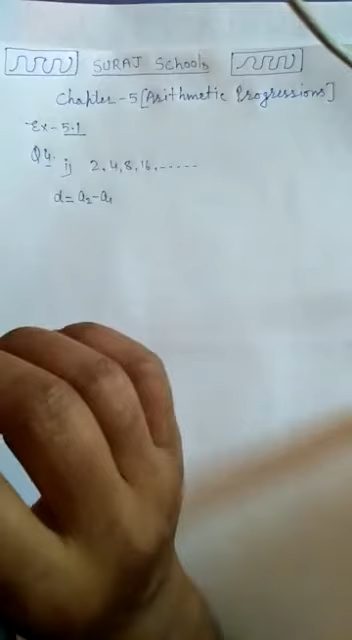 SURAJ Schools
Chapter - 5 [Arithmetic Progressions]
Ex - 5.1
Q4. i) 2, 4, 8, 16, ......
d = a₂ - a₁